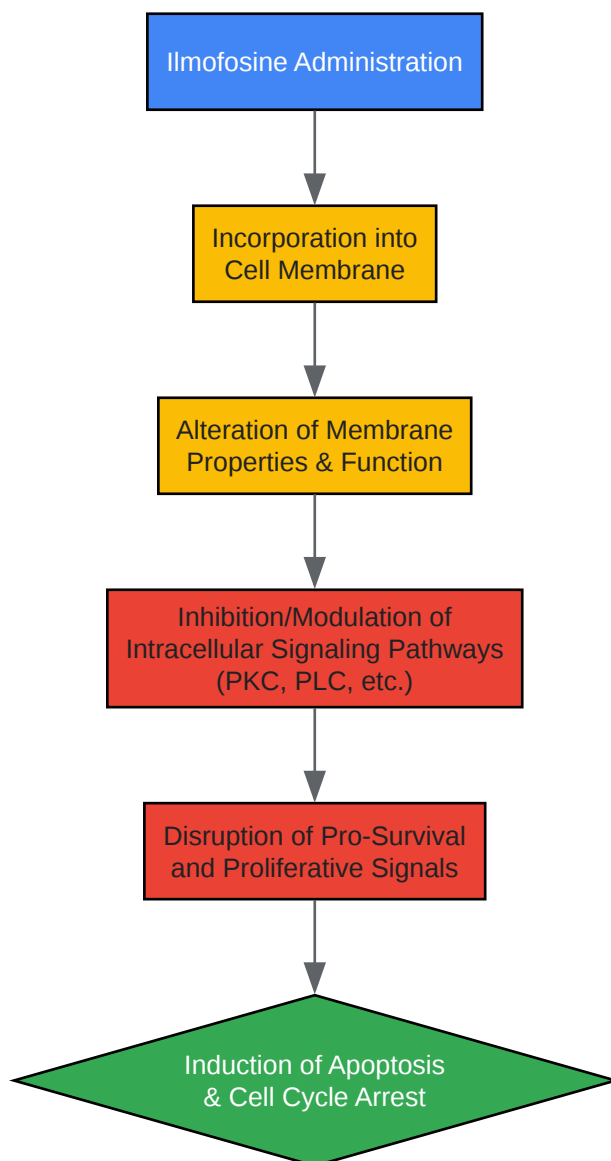 Ilmofosine Administration
Incorporation into
Cell Membrane
Alteration of Membrane
Properties & Function
Inhibition/Modulation of
Intracellular Signaling Pathways
(PKC, PLC, etc.)
Disruption of Pro-Survival
and Proliferative Signals
Induction of Apoptosis
& Cell Cycle Arrest